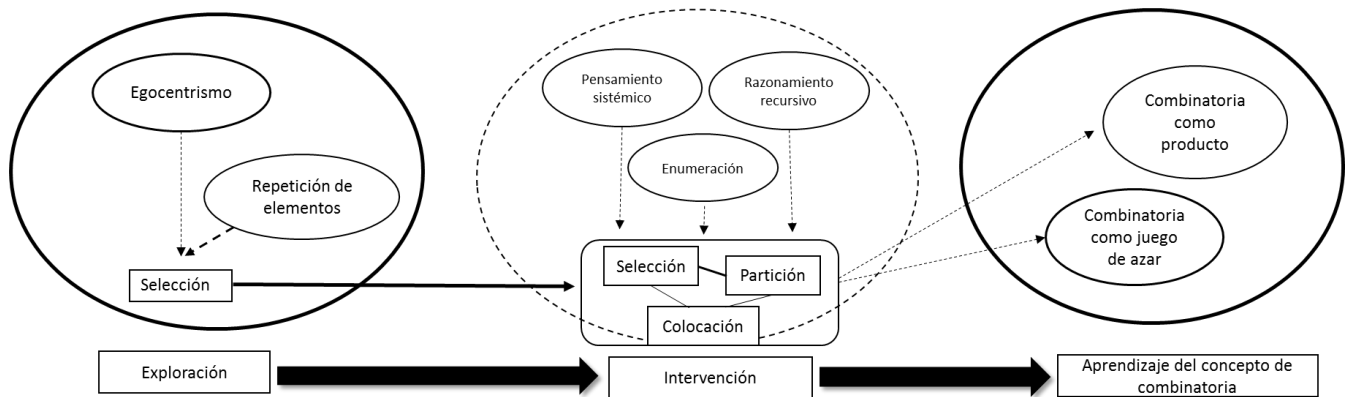 Egocentrismo
Repetición de
elementos
Selección
Exploración
Pensamiento
sistémico
Razonamiento
recursivo
Enumeración
Selección
Partición
Colocación
Intervención
Combinatoria
como
producto
Combinatoria
como juego
de azar
Aprendizaje del concepto de
combinatoria